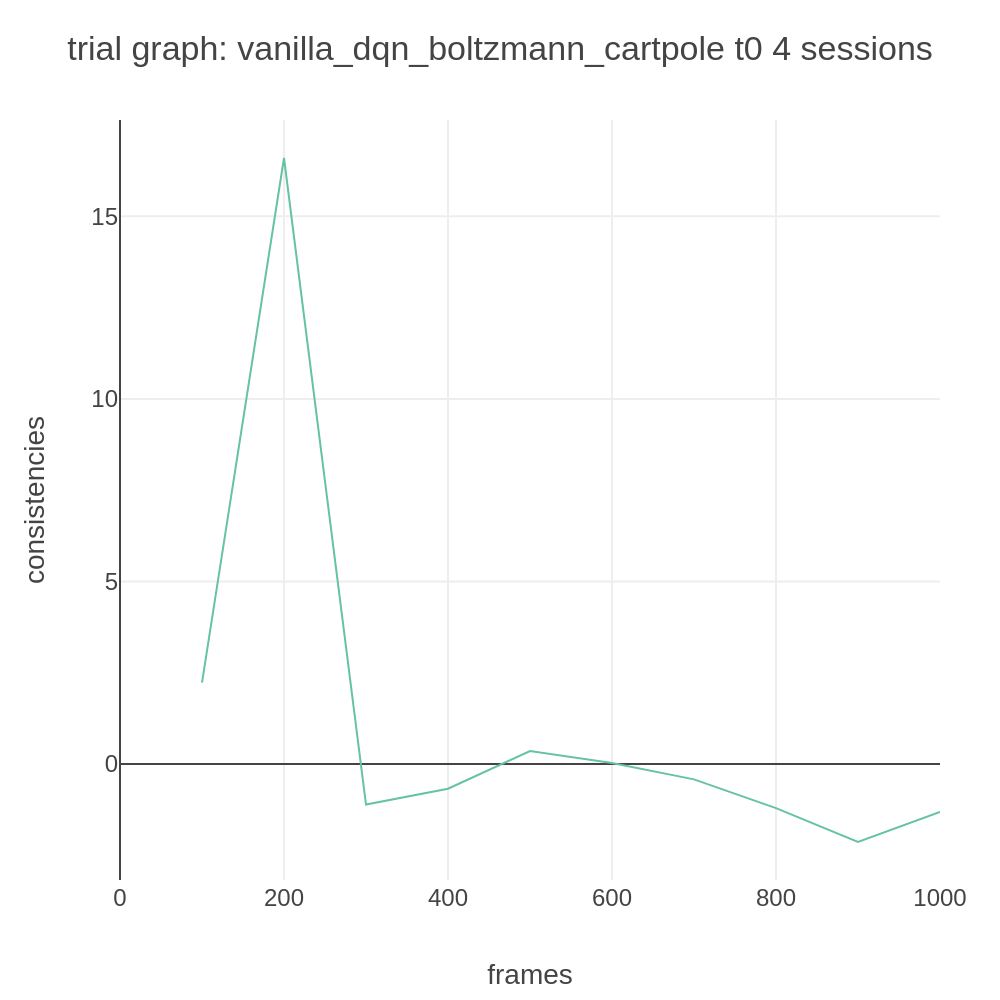 trial graph: vanilla_dqn_boltzmann_cartpole t0 4 sessions
15
10
5
0
consistencies
0 200 400 600 800 1000
frames